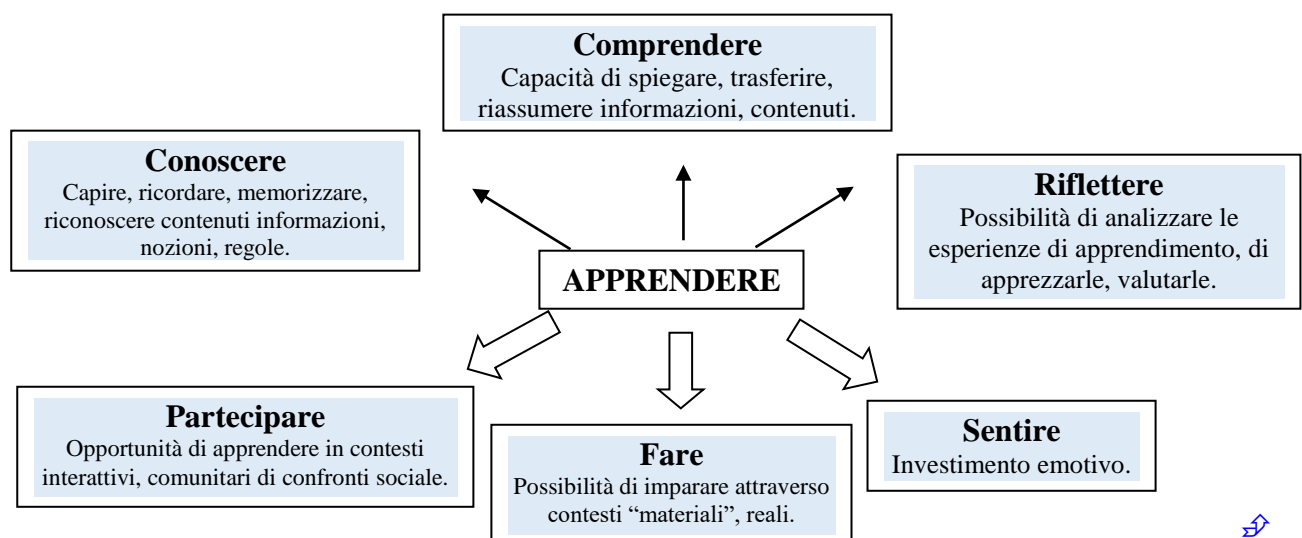 Comprendere
Capacità di spiegare, trasferire,
riassumere informazioni, contenuti.
Conoscere
Capire, ricordare, memorizzare,
riconoscere contenuti informazioni,
nozioni, regole.
Riflettere
Possibilità di analizzare le
esperienze di apprendimento, di
apprezzarle, valutarle.
APPRENDERE
Partecipare
Opportunità di apprendere in contesti
interattivi, comunitari di confronti sociale.
Fare
Possibilità di imparare attraverso
contesti “materiali”, reali.
Sentire
Investimento emotivo.